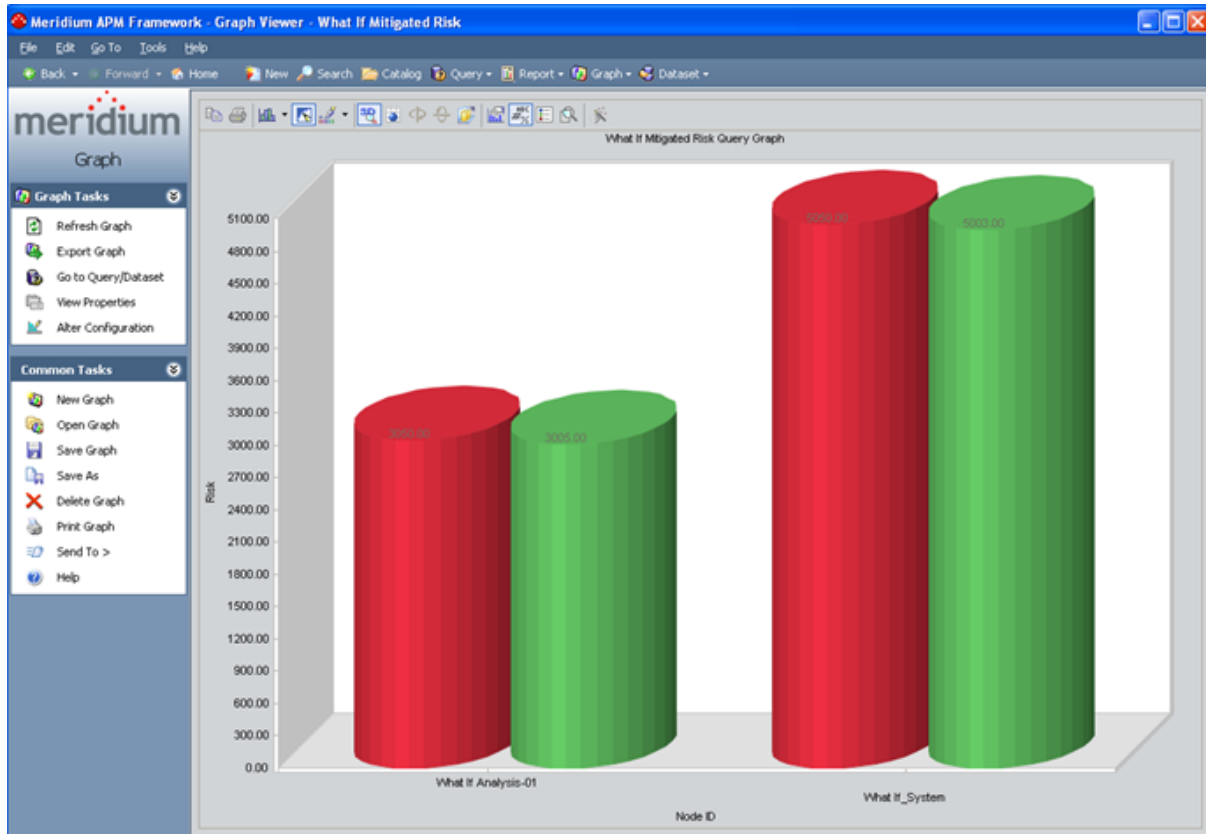 Meridium APM Framework - Graph Viewer - What If Mitigated Risk
File Edit Go To Tools Help
Back Forward Home New Search Catalog Query Report Graph Dataset
meridium
Graph
Graph Tasks
Refresh Graph
Export Graph
Go to Query/Dataset
View Properties
Alter Configuration
Common Tasks
New Graph
Open Graph
Save Graph
Save As
Delete Graph
Print Graph
Send To >
Help
What If Mitigated Risk Query Graph
5100.00
4800.00
4500.00
4200.00
3900.00
3600.00
3300.00
3000.00
2700.00
2400.00
2100.00
1800.00
1500.00
1200.00
900.00
600.00
300.00
0.00
Risk
3050.00
3005.00
5050.00
5003.00
What If Analysis-01
What If_System
Node ID